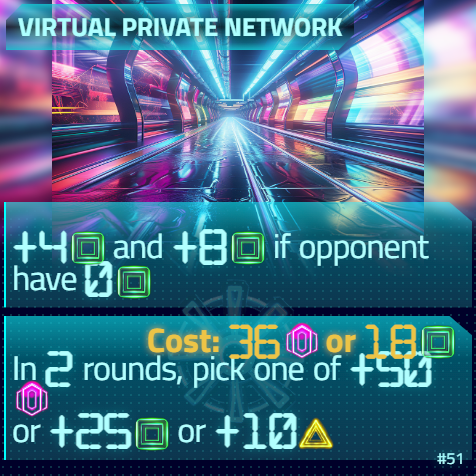 VIRTUAL PRIVATE NETWORK
+4 and +8 if opponent
have 0
Cost: 36 or 18
In 2 rounds, pick one of +50
or +25 or +10
#51